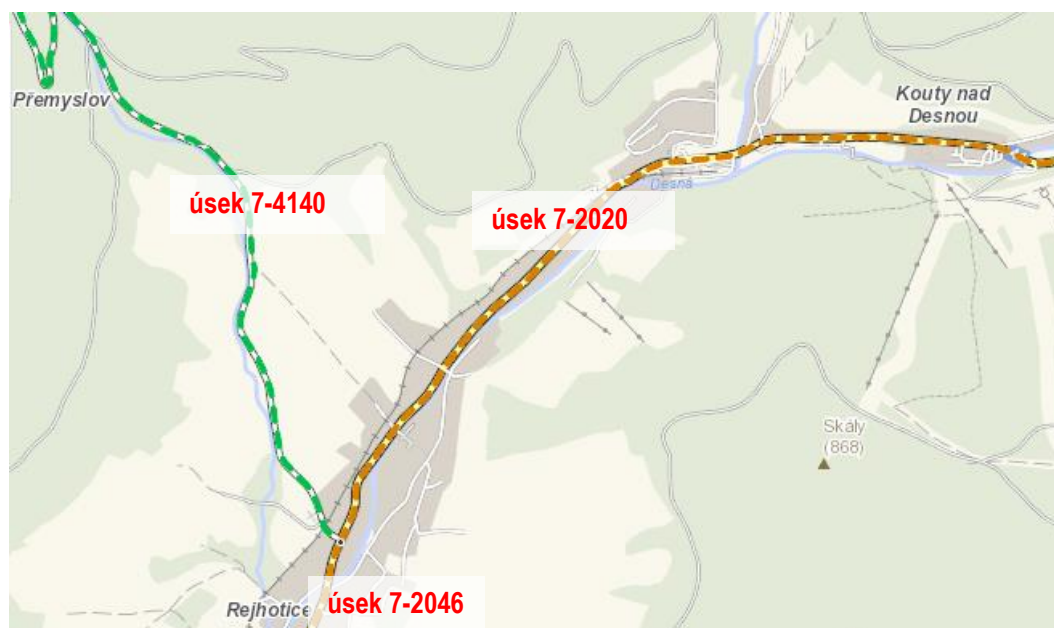 Přemyslov
Kouty nad
Desnou
úsek 7-4140
Desná
úsek 7-2020
Skály
(868)
Rejhotice
úsek 7-2046